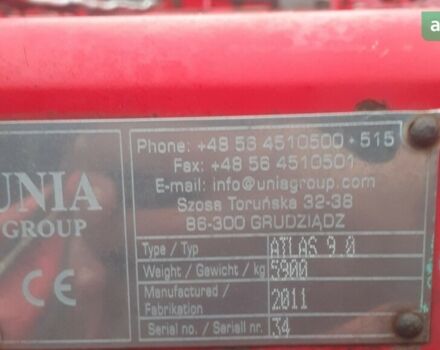 Phone: +48 56 4510500 - 515
Fax: +48 56 4510501
E-mail: info@uniagroup.com
Szosa Toruńska 32-38
86-300 GRUDZIĄDZ
UNIA
GROUP
CE
Type / Typ ATLAS 9.0
Weight / Gewicht / kg 5900
Manufactured / Fabrikation 2011
Serial no. / Seriell nr. 34